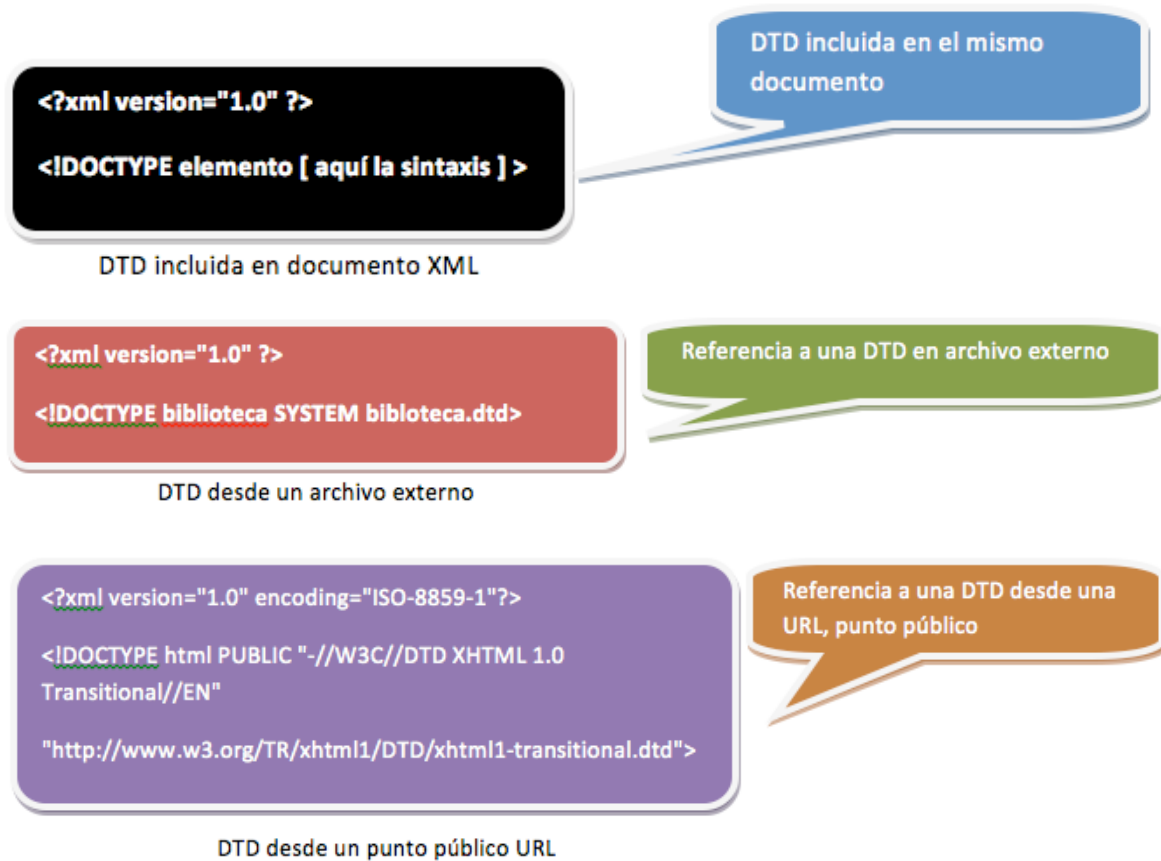 DTD incluida en el mismo
documento
<?xml version="1.0" ?>
<!DOCTYPE elemento [ aquí la sintaxis ] >
DTD incluida en documento XML
<?xml version="1.0" ?>
<!DOCTYPE biblioteca SYSTEM bibloteca.dtd>
Referencia a una DTD en archivo externo
DTD desde un archivo externo
<?xml version="1.0" encoding="ISO-8859-1"?>
<!DOCTYPE html PUBLIC "-//W3C//DTD XHTML 1.0
Transitional//EN"
"http://www.w3.org/TR/xhtml1/DTD/xhtml1-transitional.dtd">
Referencia a una DTD desde una
URL, punto público
DTD desde un punto público URL